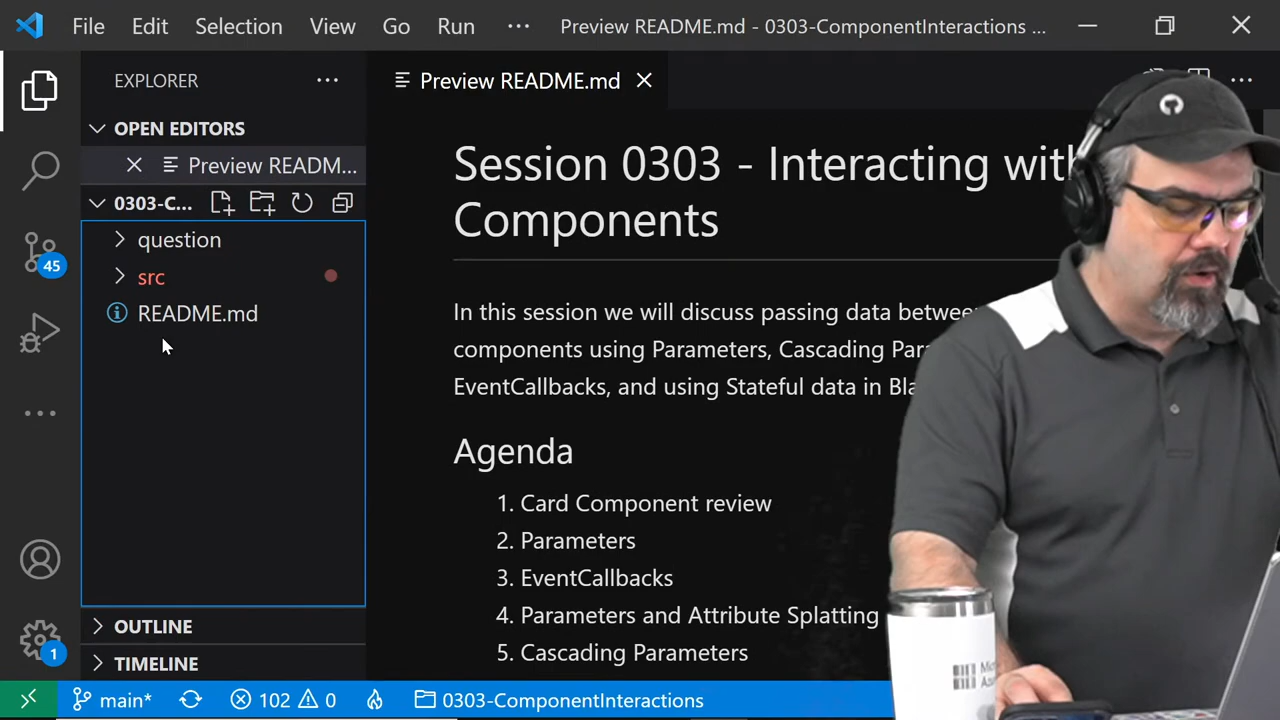 File Edit Selection View Go Run ··· Preview README.md - 0303-ComponentInteractions ...
EXPLORER
Preview README.md
OPEN EDITORS
Preview READM...
0303-C...
question
src
README.md
45
OUTLINE
TIMELINE
1
main*
102
0
0303-ComponentInteractions
Session 0303 - Interacting with
Components
In this session we will discuss passing data between
components using Parameters, Cascading
EventCallbacks, and using Stateful data in
Agenda
1. Card Component review
2. Parameters
3. EventCallbacks
4. Parameters and Attribute Splatting
5. Cascading Parameters